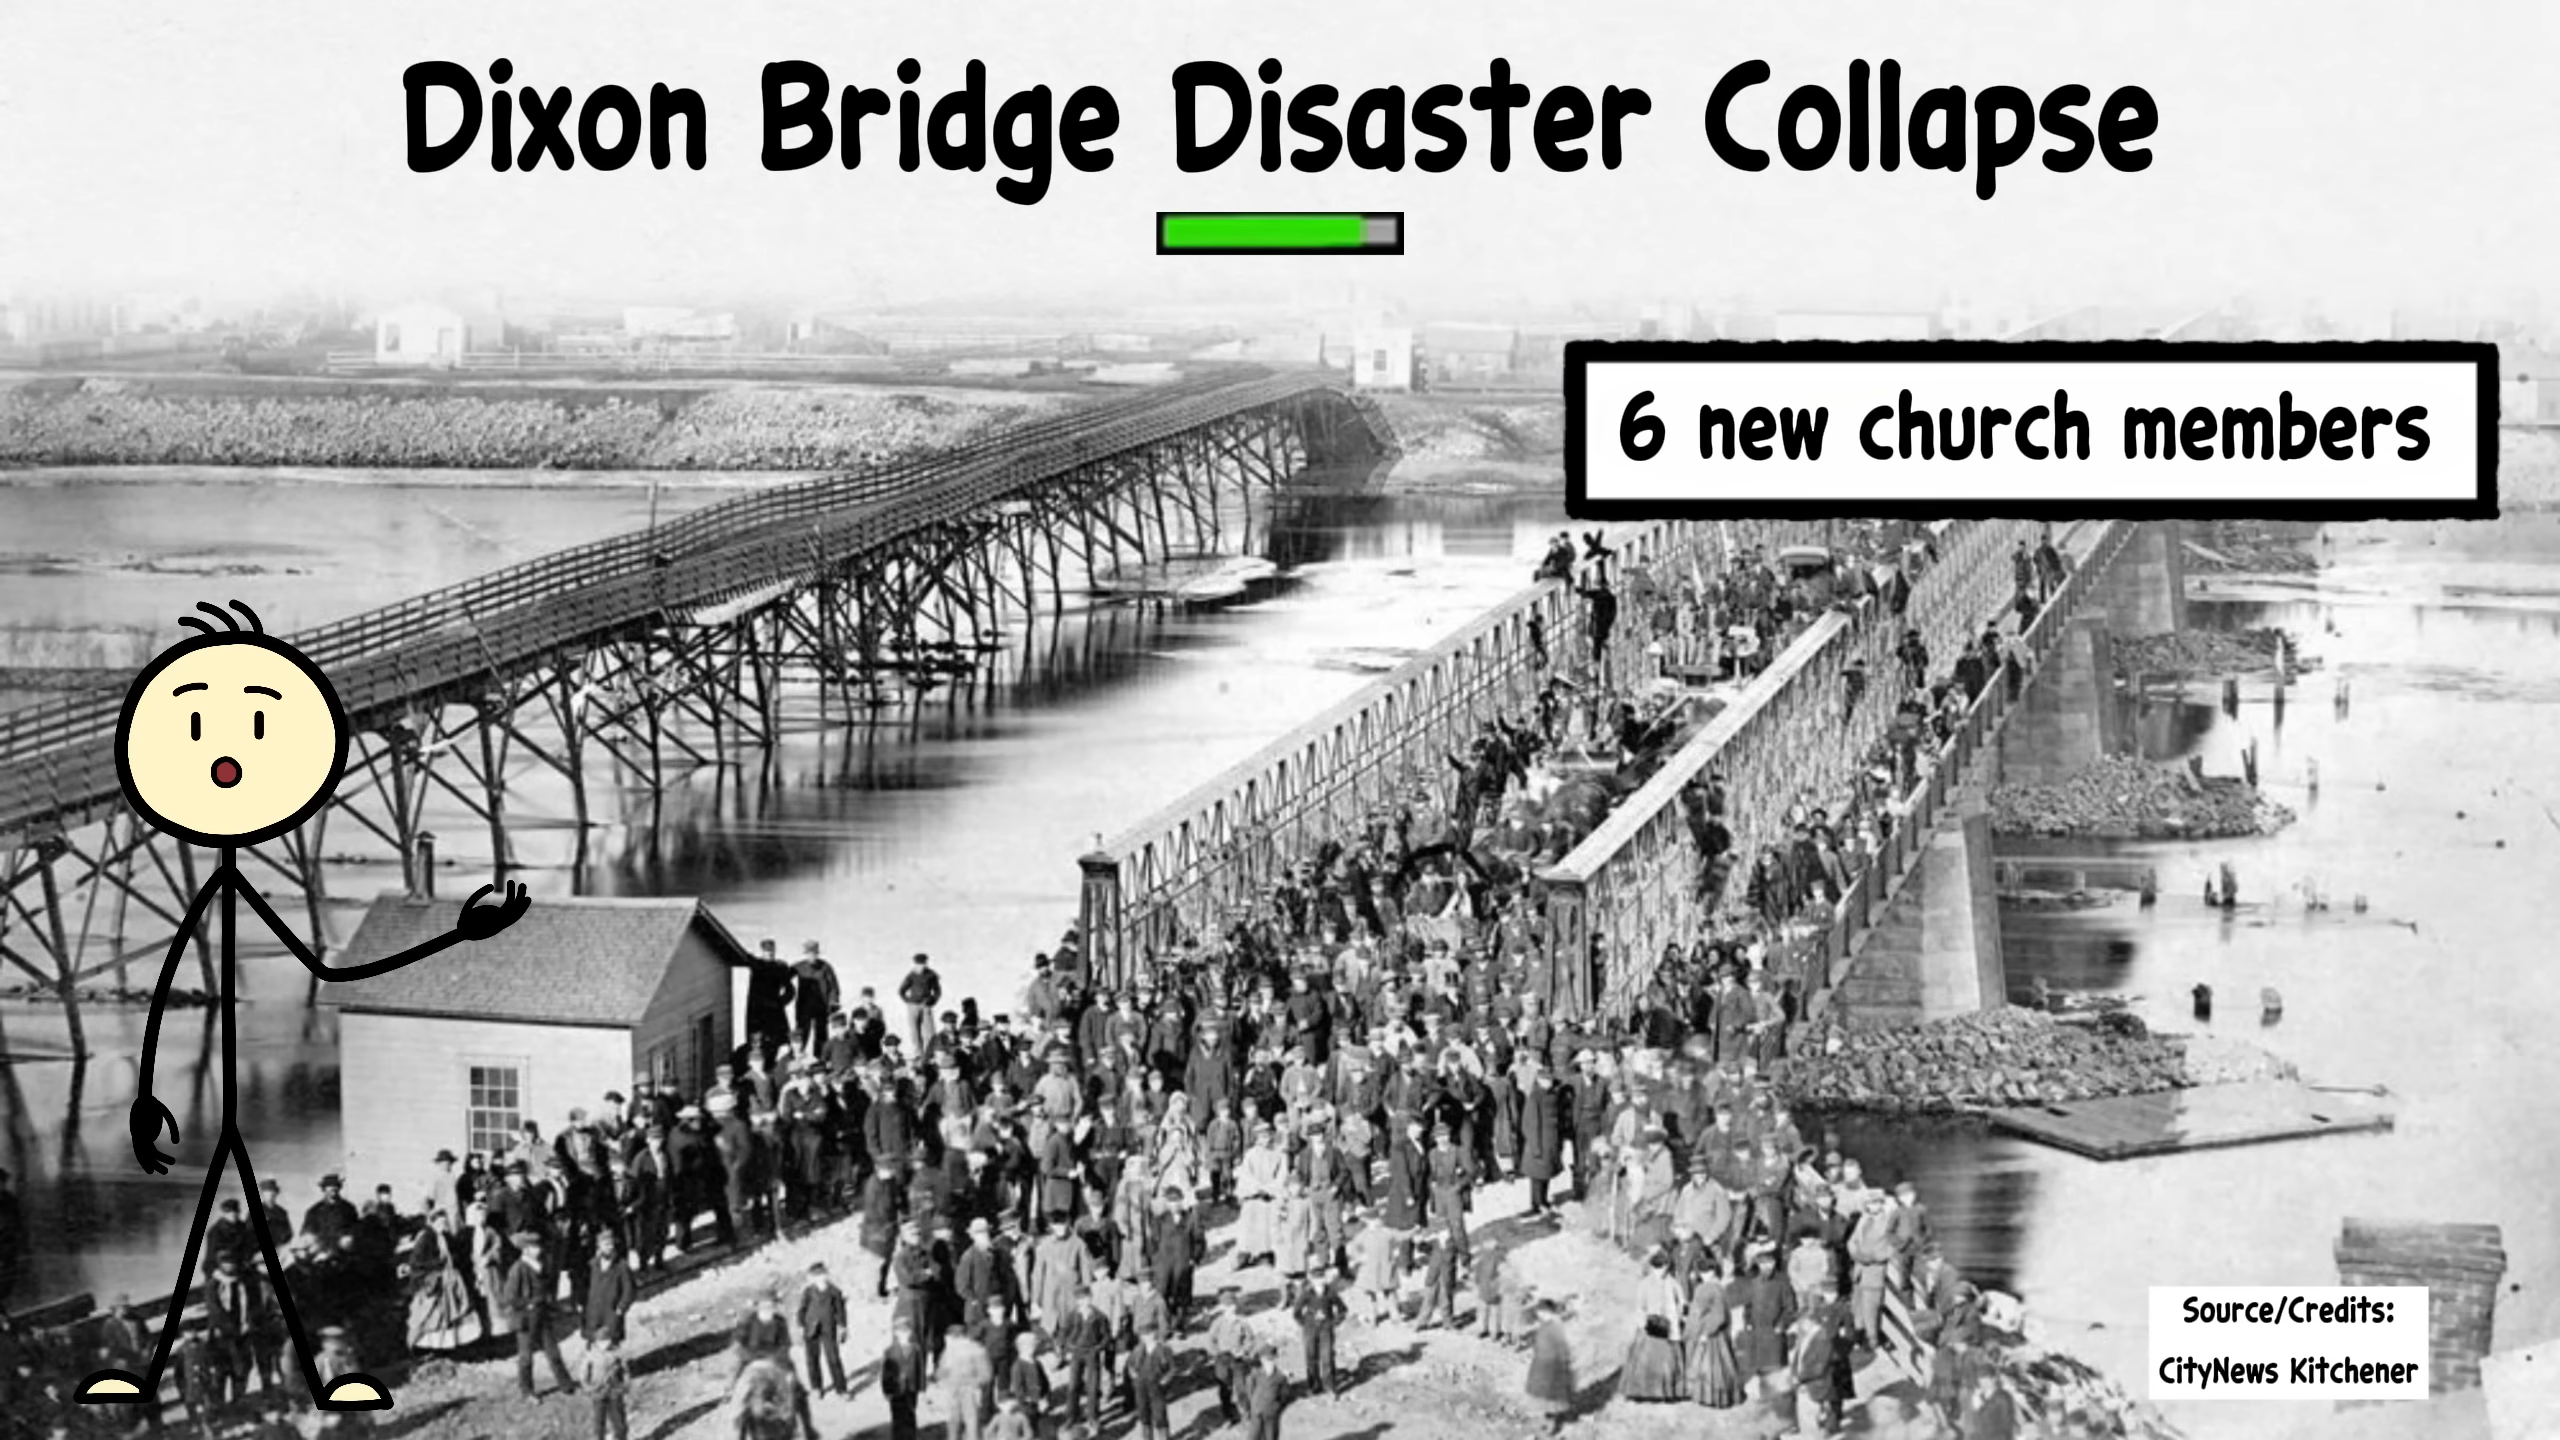 Dixon Bridge Disaster Collapse
6 new church members
Source/Credits:
CityNews Kitchener